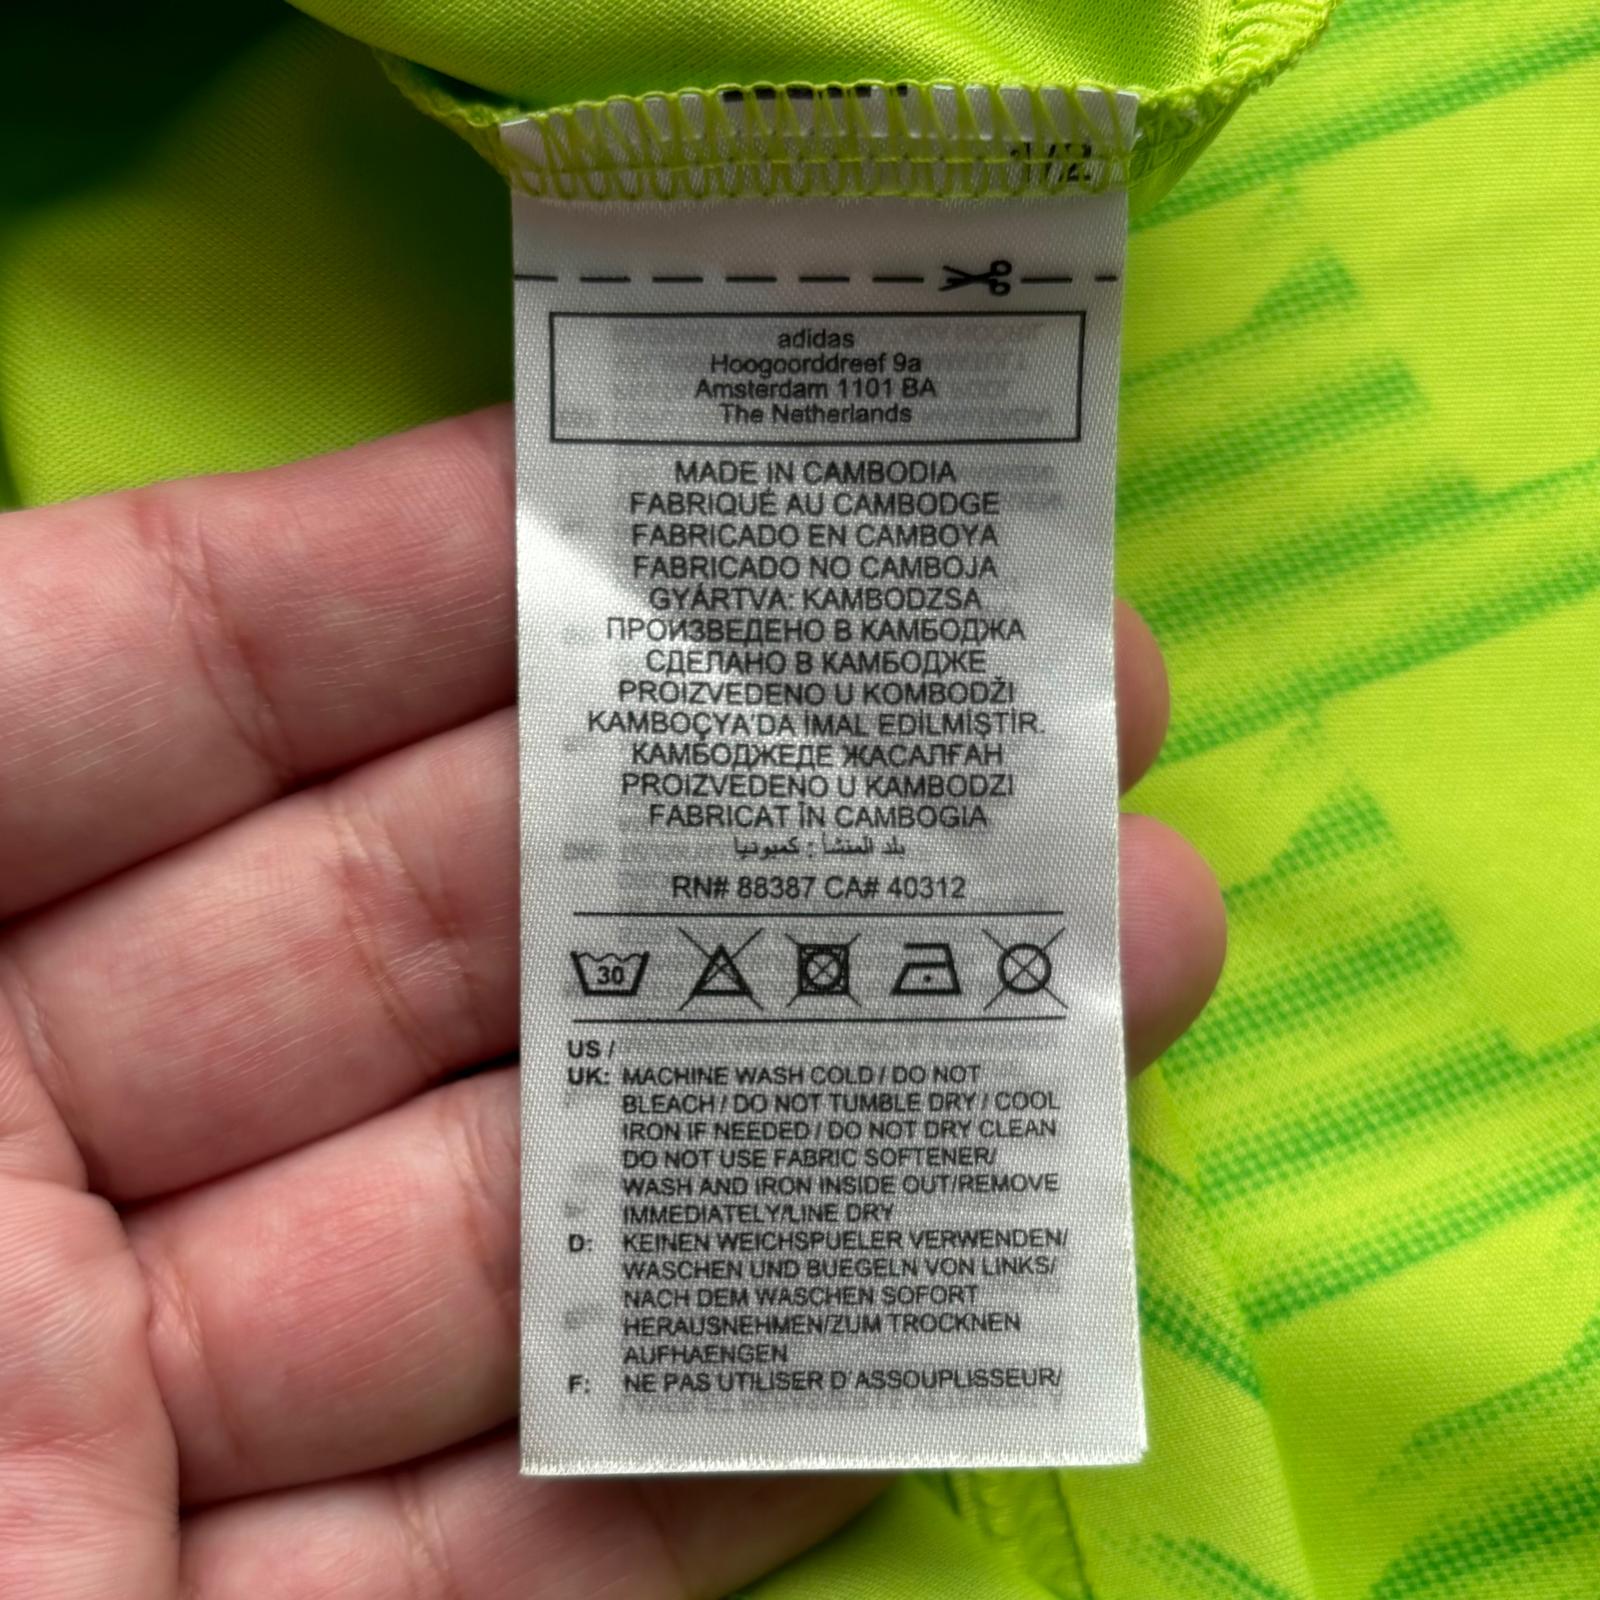 1/2
adidas
Hoogoorddreef 9a
Amsterdam 1101 BA
The Netherlands
MADE IN CAMBODIA
FABRIQUÉ AU CAMBODGE
FABRICADO EN CAMBOYA
FABRICADO NO CAMBOJA
GYÁRTVA: KAMBODZSA
ПРОИЗВЕДЕНО В КАМБОДЖА
СДЕЛАНО В КАМБОДЖЕ
PROIZVEDENO U KOMBODŽI
KAMBOÇYA'DA İMAL EDİLMİŞTİR.
КАМБОДЖЕДЕ ЖАСАЛҒАН
PROIZVEDENO U KAMBODZI
FABRICAT ÎN CAMBOGIA
بلد المنشأ : كمبوديا
RN# 88387 CA# 40312
30
US /
UK: MACHINE WASH COLD / DO NOT
BLEACH / DO NOT TUMBLE DRY / COOL
IRON IF NEEDED / DO NOT DRY CLEAN
DO NOT USE FABRIC SOFTENER/
WASH AND IRON INSIDE OUT/REMOVE
IMMEDIATELY/LINE DRY
D: KEINEN WEICHSPUELER VERWENDEN/
WASCHEN UND BUEGELN VON LINKS/
NACH DEM WASCHEN SOFORT
HERAUSNEHMEN/ZUM TROCKNEN
AUFHAENGEN
F: NE PAS UTILISER D'ASSOUPLISSEUR/